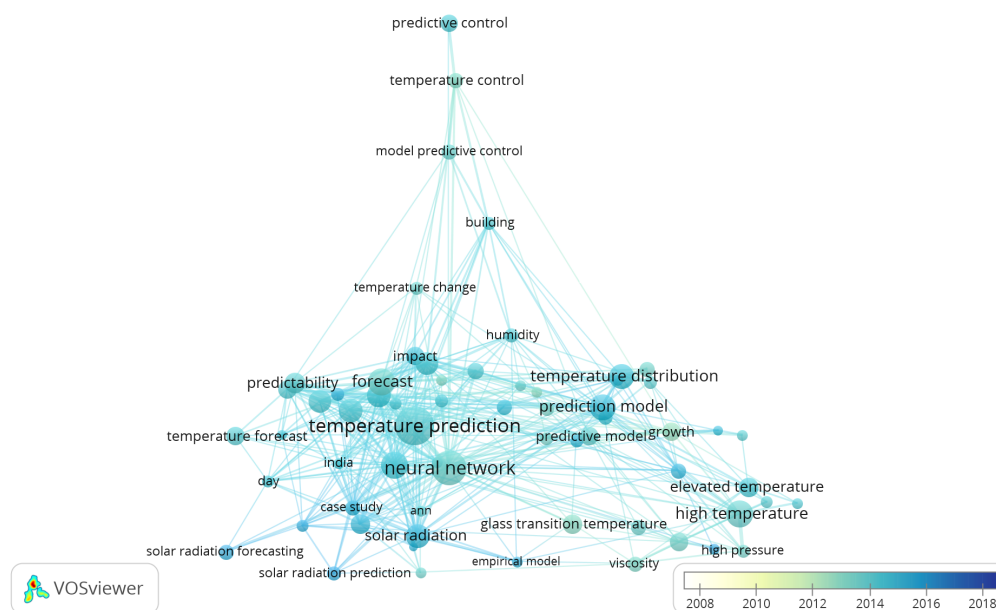 predictive control
temperature control
model predictive control
building
temperature change
humidity
impact
temperature distribution
predictability
forecast
prediction model
temperature prediction
growth
temperature forecast
predictive model
india
neural network
day
elevated temperature
case study
ann
high temperature
glass transition temperature
solar radiation
solar radiation forecasting
high pressure
empirical model
viscosity
solar radiation prediction
VOSviewer
2008 2010 2012 2014 2016 2018